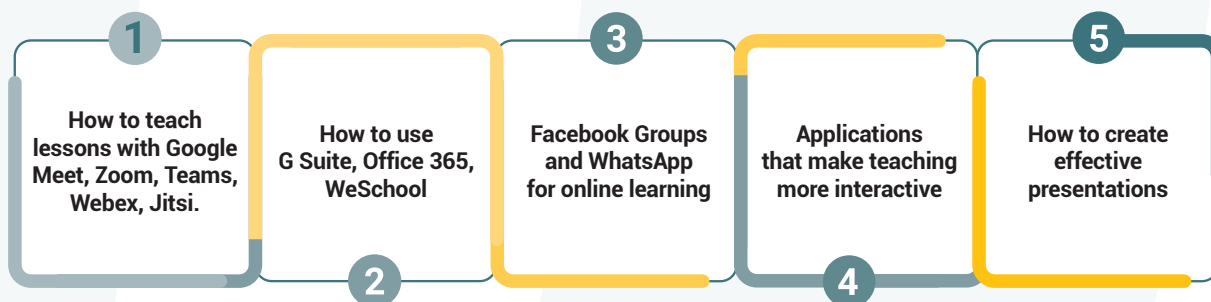 1
How to teach
lessons with Google
Meet, Zoom, Teams,
Webex, Jitsi.
2
How to use
G Suite, Office 365,
WeSchool
3
Facebook Groups
and WhatsApp
for online learning
4
Applications
that make teaching
more interactive
5
How to create
effective
presentations